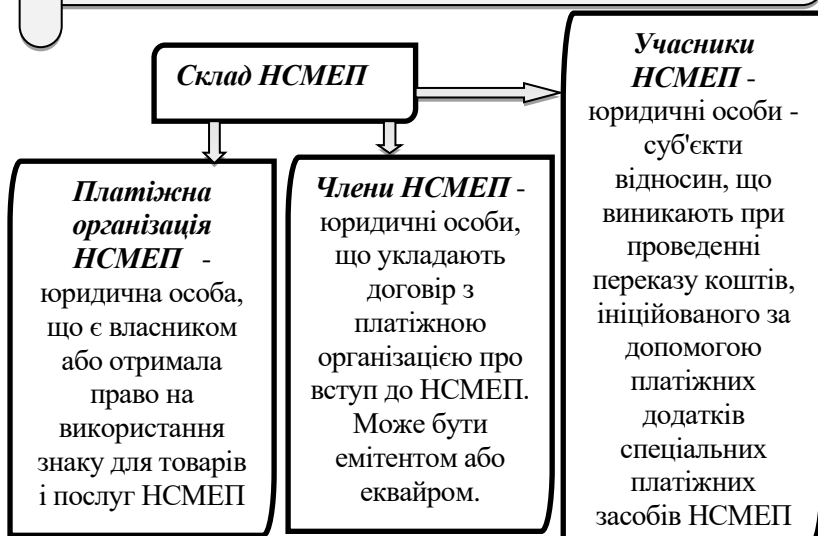 Склад НСМЕП
Платіжна
організація
НСМЕП -
юридична особа,
що є власником
або отримала
право на
використання
знаку для товарів
і послуг НСМЕП
Члени НСМЕП -
юридичні особи,
що укладають
договір з
платіжною
організацією про
вступ до НСМЕП.
Може бути
емітентом або
еквайром.
Учасники
НСМЕП -
юридичні особи -
суб'єкти
відносин, що
виникають при
проведенні
переказу коштів,
ініційованого за
допомогою
платіжних
додатків
спеціальних
платіжних
засобів НСМЕП